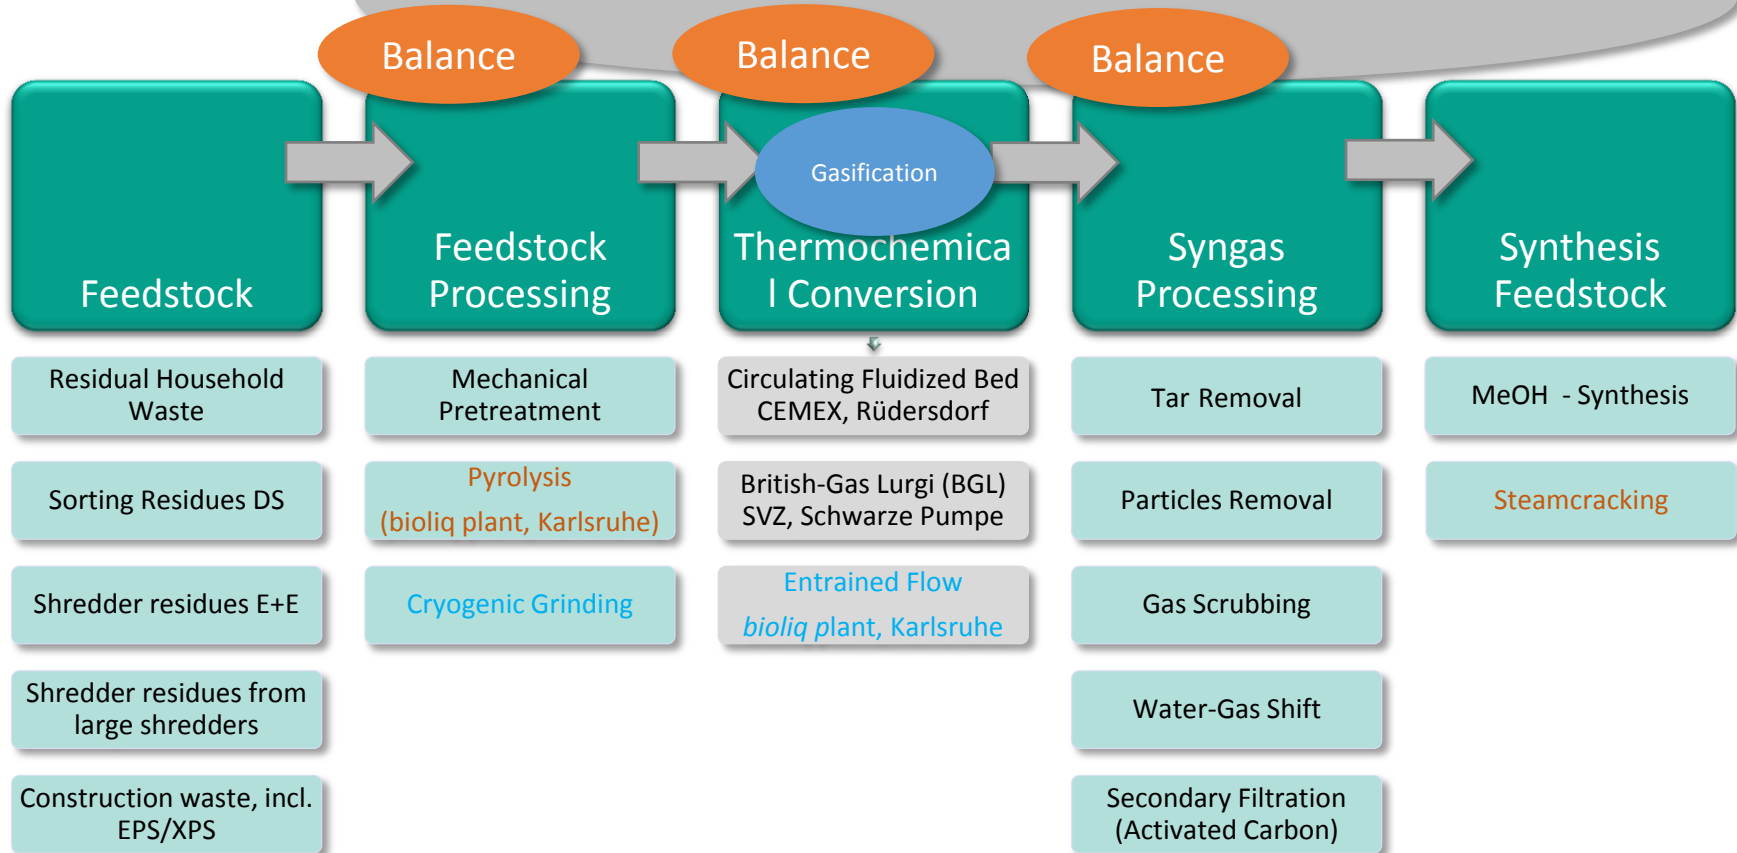 Balance
Balance
Balance
Feedstock
Feedstock
Processing
Gasification
Thermochemica
l Conversion
Syngas
Processing
Synthesis
Feedstock
Residual Household
Waste
Sorting Residues DS
Shredder residues E+E
Shredder residues from
large shredders
Construction waste, incl.
EPS/XPS
Mechanical
Pretreatment
Pyrolysis
(bioliq plant, Karlsruhe)
Cryogenic Grinding
Circulating Fluidized Bed
CEMEX, Rüdersdorf
British-Gas Lurgi (BGL)
SVZ, Schwarze Pumpe
Entrained Flow
bioliq plant, Karlsruhe
Tar Removal
Particles Removal
Gas Scrubbing
Water-Gas Shift
Secondary Filtration
(Activated Carbon)
MeOH - Synthesis
Steamcracking